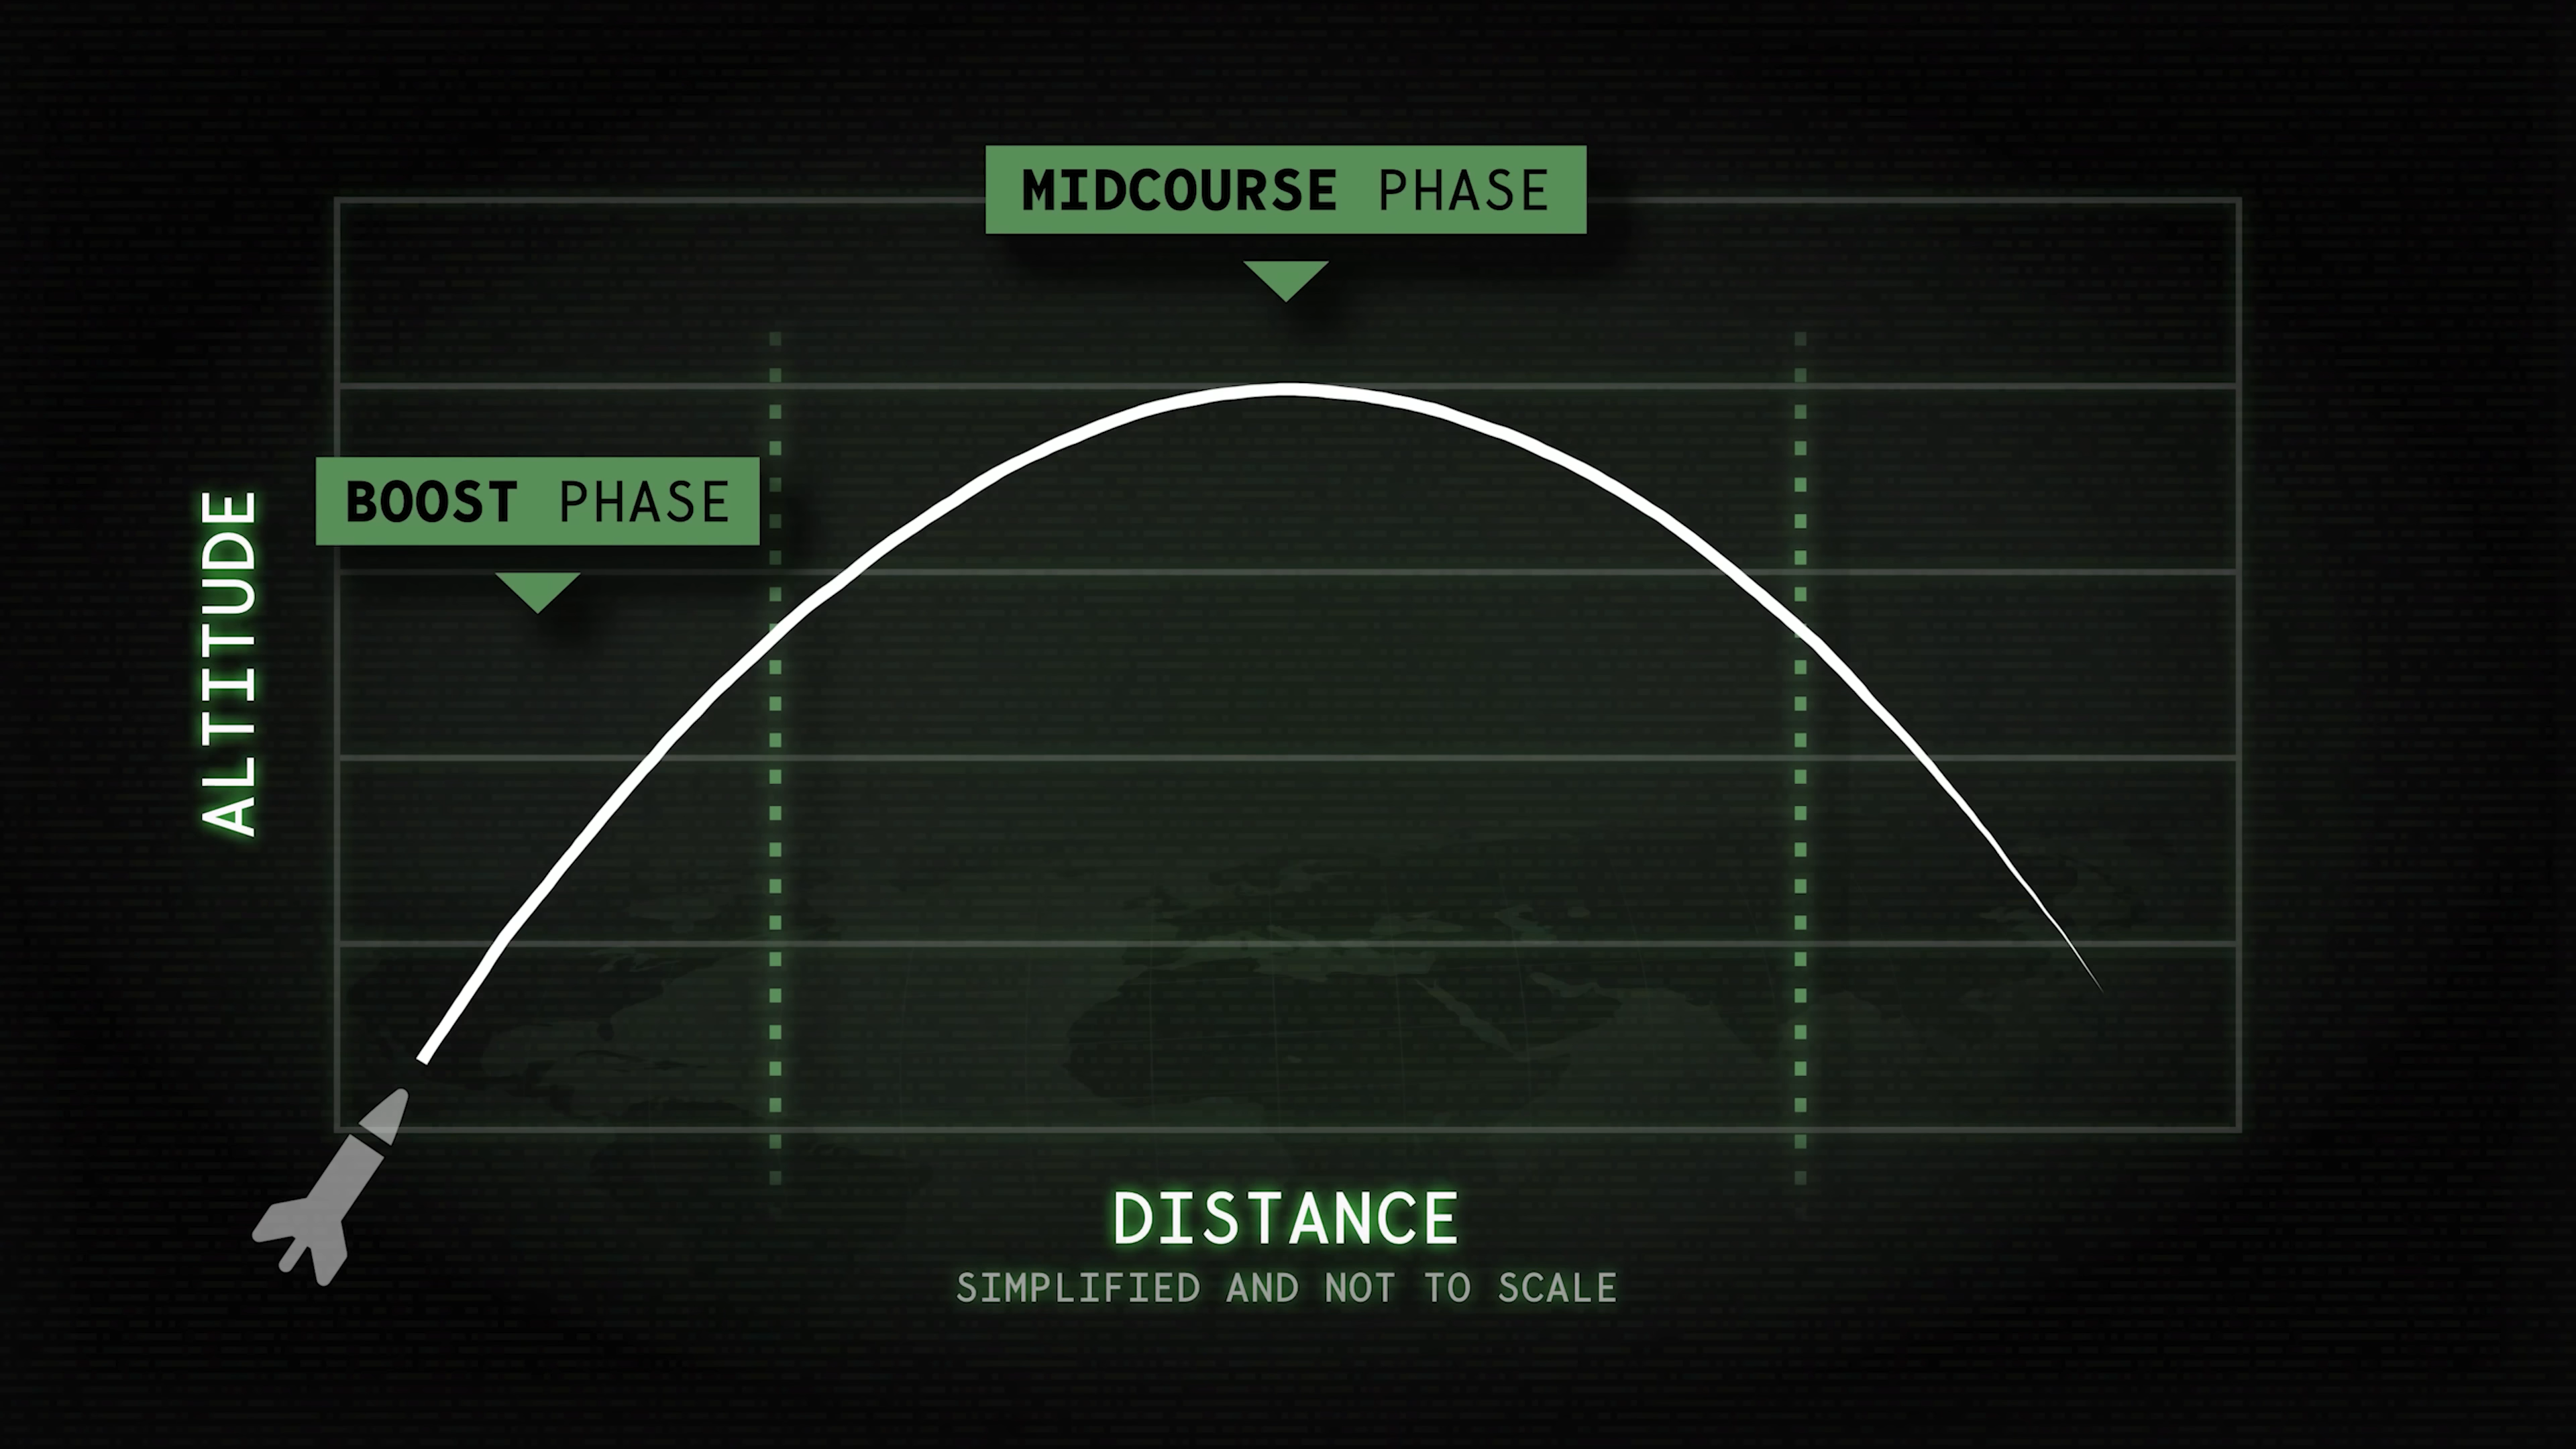 MIDCOURSE PHASE
BOOST PHASE
ALTITUDE
DISTANCE
SIMPLIFIED AND NOT TO SCALE